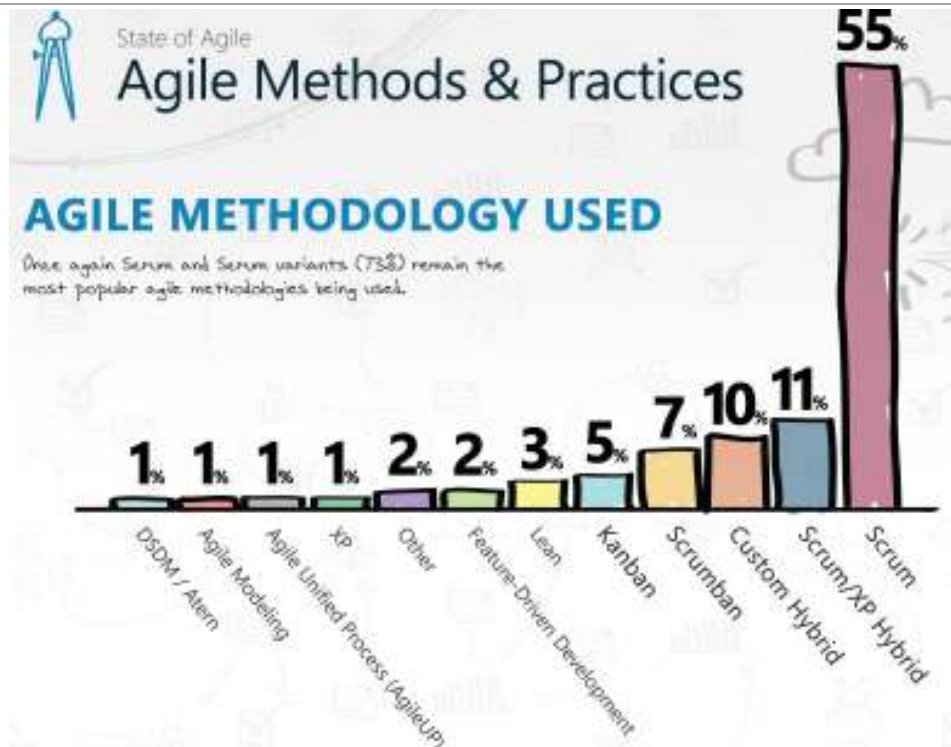 State of Agile
Agile Methods & Practices
AGILE METHODOLOGY USED
Once again Scrum and Scrum variants (73%) remain the
most popular agile methodologies being used.
1%
1%
1%
1%
2%
2%
3%
5%
7%
10%
11%
55%
DSDM / Atern
Agile Modeling
Agile Unified Process (AgileUP)
XP
Other
Feature-Driven Development
Lean
Kanban
Scrumban
Custom Hybrid
Scrum/XP Hybrid
Scrum